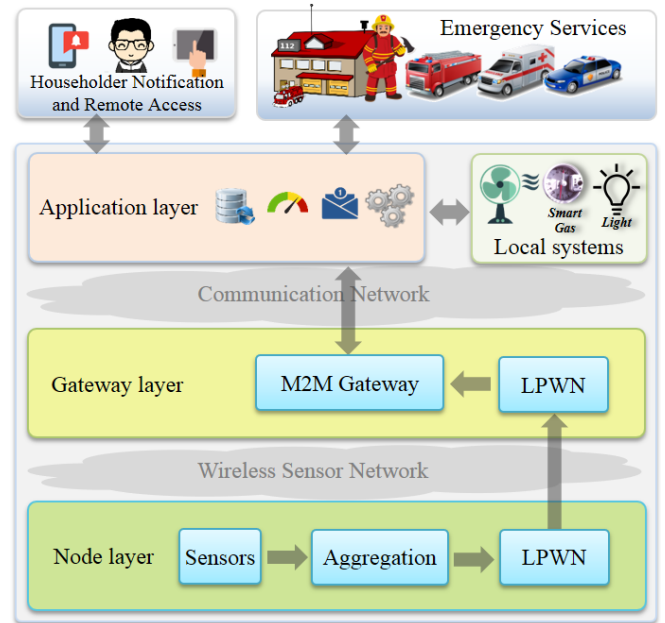 Householder Notification
and Remote Access
Emergency Services
112
Application layer
1
Smart
Gas
Light
Local systems
Communication Network
Gateway layer
M2M Gateway
LPWN
Wireless Sensor Network
Node layer
Sensors
Aggregation
LPWN